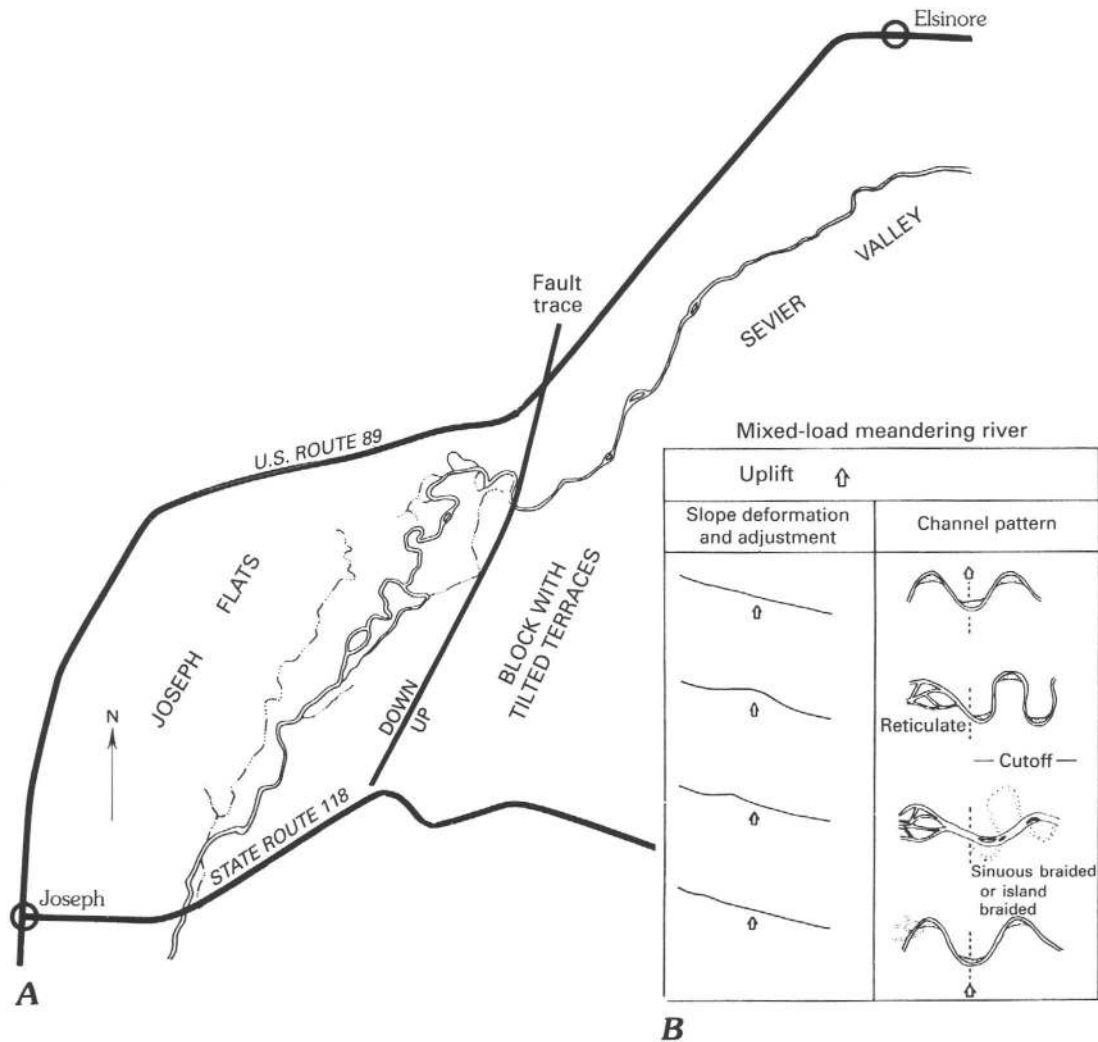 Elsinore
VALLEY
SEVIER
Fault
trace
U.S. ROUTE 89
JOSEPH FLATS
BLOCK WITH
TILTED TERRACES
DOWN
UP
N
STATE ROUTE 118
Joseph
A
Mixed-load meandering river
Uplift
Slope deformation
and adjustment
Channel pattern
Reticulate
Cutoff
Sinuous braided
or island
braided
B